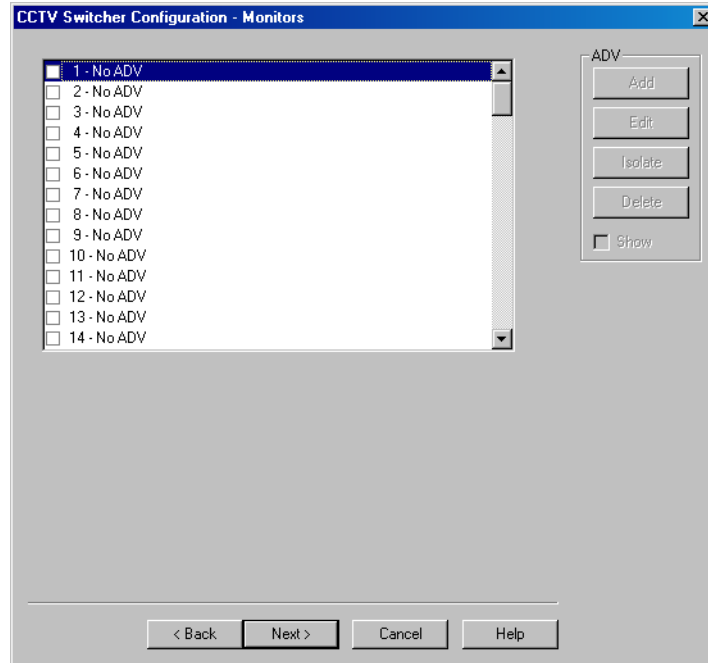 CCTV Switcher Configuration - Monitors
1 - No ADV
2 - No ADV
3 - No ADV
4 - No ADV
5 - No ADV
6 - No ADV
7 - No ADV
8 - No ADV
9 - No ADV
10 - No ADV
11 - No ADV
12 - No ADV
13 - No ADV
14 - No ADV
ADV
Add
Edit
Isolate
Delete
Show
< Back
Next >
Cancel
Help